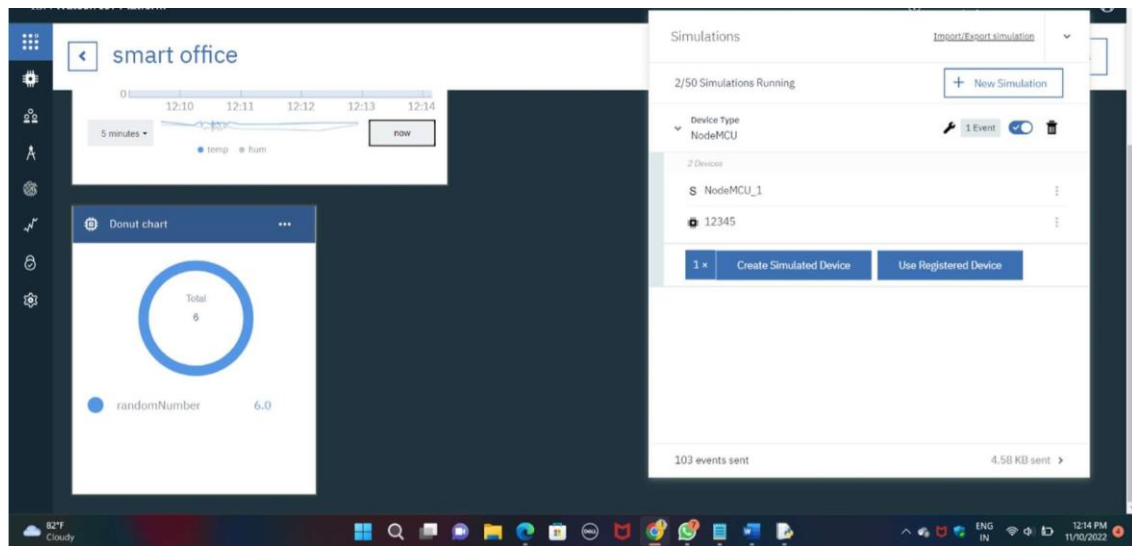 smart office
0
12:10 12:11 12:12 12:13 12:14
5 minutes
now
temp hum
Donut chart
Total
6
randomNumber 6.0
Simulations
Import/Export simulation
2/50 Simulations Running
+ New Simulation
Device Type
NodeMCU
1 Event
2 Devices
S NodeMCU_1
12345
1 × Create Simulated Device Use Registered Device
103 events sent 4.58 KB sent >
82°F
Cloudy
ENG
IN
12:14 PM
11/10/2022
4